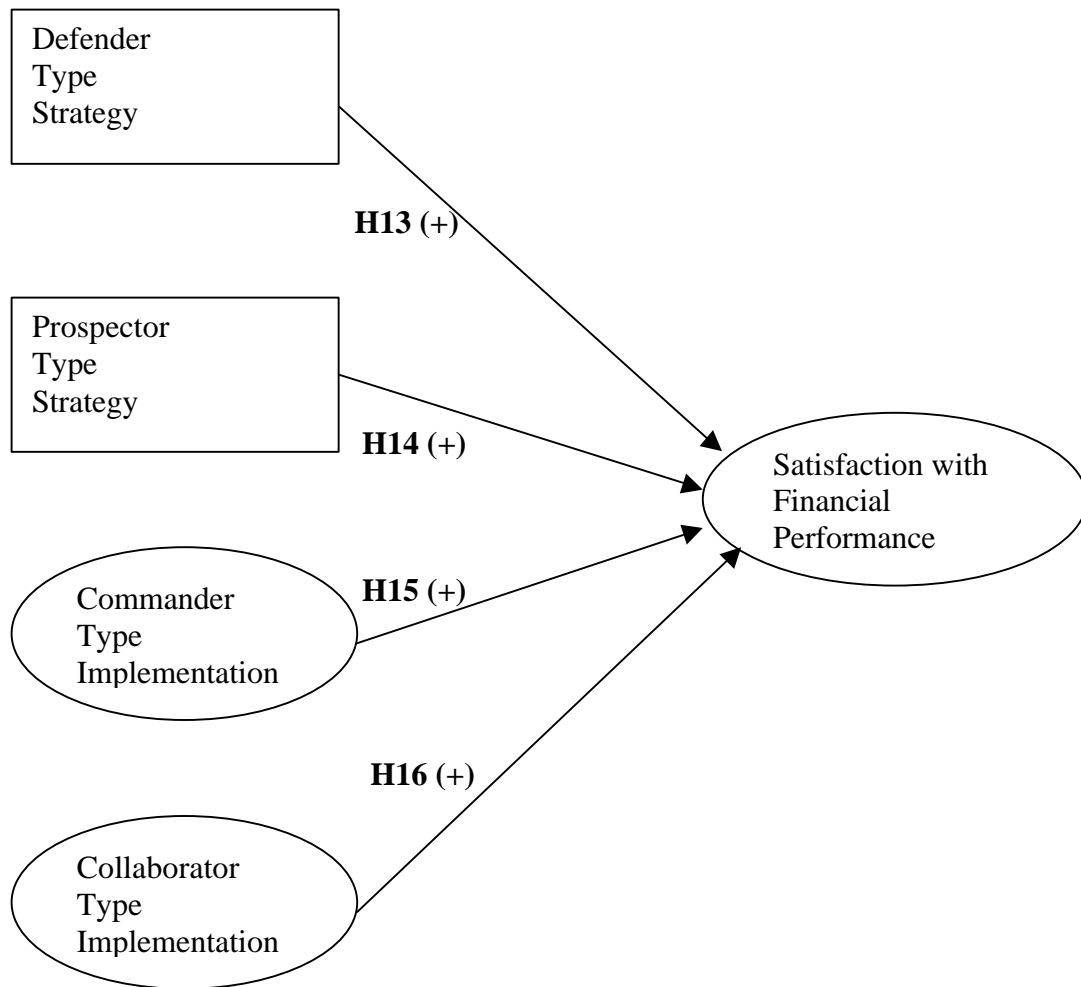 Defender
Type
Strategy
H13 (+)
Prospector
Type
Strategy
H14 (+)
Satisfaction with
Financial
Performance
Commander
Type
Implementation
H15 (+)
H16 (+)
Collaborator
Type
Implementation